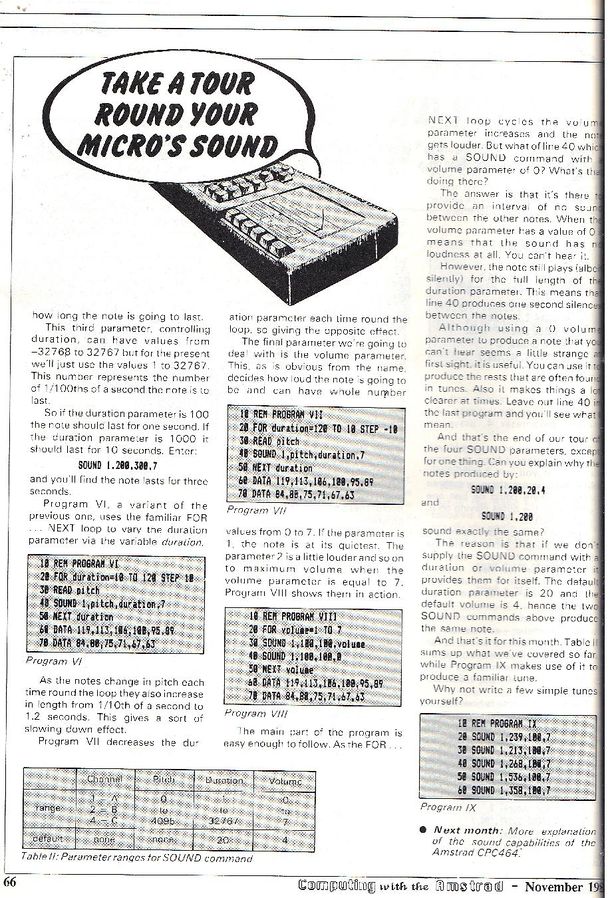 TAKE A TOUR
ROUND YOUR
MICRO'S SOUND
how long the note is going to last.
This third parameter, controlling
duration, can have values from
–32768 to 32767 but for the present
we'll just use the values 1 to 32767.
This number represents the number
of 1/100ths of a second the note is to
last.
So if the duration parameter is 100
the note should last for one second. If
the duration parameter is 1000 it
should last for 10 seconds. Enter:
SOUND 1,200,300,7
and you'll find the note lasts for three
seconds.
Program VI, a variant of the
previous one, uses the familiar FOR
... NEXT loop to vary the duration
parameter via the variable duration.
10 REM PROGRAM VI
20 FOR duration=10 TO 120 STEP 10
30 READ pitch
40 SOUND 1,pitch,duration,7
50 NEXT duration
60 DATA 119,113,106,100,95,89
70 DATA 84,80,75,71,67,63
Program VI
As the notes change in pitch each
time round the loop they also increase
in length from 1/10th of a second to
1.2 seconds. This gives a sort of
slowing down effect.
Program VII decreases the dur
ation parameter each time round the
loop, so giving the opposite effect.
The final parameter we're going to
deal with is the volume parameter.
This, as is obvious from the name,
decides how loud the note is going to
be and can have whole number
10 REM PROGRAM VII
20 FOR duration=120 TO 10 STEP -10
30 READ pitch
40 SOUND 1,pitch,duration,7
50 NEXT duration
60 DATA 119,113,106,100,95,89
70 DATA 84,80,75,71,67,63
Program VII
values from 0 to 7. If the parameter is
1, the note is at its quietest. The
parameter 2 is a little louder and so on
to maximum volume when the
volume parameter is equal to 7.
Program VIII shows them in action.
10 REM PROGRAM VIII
20 FOR volume=1 TO 7
30 SOUND 1,100,100,volume
40 SOUND 1,100,100,0
50 NEXT volume
60 DATA 119,113,106,100,95,89
70 DATA 84,80,75,71,67,63
Program VIII
The main part of the program is
easy enough to follow. As the FOR ...
NEXT loop cycles the volum
parameter increases and the not
gets louder. But what of line 40 whic
has a SOUND command with
volume parameter of 0? What's tha
doing there?
The answer is that it's there t
provide an interval of no soun
between the other notes. When th
volume parameter has a value of 0
means that the sound has n
loudness at all. You can't hear it.
However, the note still plays (albe
silently) for the full length of th
duration parameter. This means tha
line 40 produces one second silence
between the notes.
Although using a 0 volum
parameter to produce a note that yo
can't hear seems a little strange a
first sight, it is useful. You can use it t
produce the rests that are often foun
in tunes. Also it makes things a lo
clearer at times. Leave out line 40 i
the last program and you'll see what
mean.
And that's the end of our tour o
the four SOUND parameters, excep
for one thing. Can you explain why th
notes produced by:
SOUND 1,200,20,4
and
SOUND 1,200
sound exactly the same?
The reason is that if we don'
supply the SOUND command with a
duration or volume parameter it
provides them for itself. The defaul
duration parameter is 20 and the
default volume is 4, hence the two
SOUND commands above produce
the same note.
And that's it for this month. Table II
sums up what we've covered so far,
while Program IX makes use of it to
produce a familiar tune.
Why not write a few simple tunes
yourself?
10 REM PROGRAM IX
20 SOUND 1,239,100,7
30 SOUND 1,213,100,7
40 SOUND 1,268,100,7
50 SOUND 1,536,100,7
60 SOUND 1,358,100,7
Program IX
● Next month: More explanation
of the sound capabilities of the
Amstrad CPC464.
Channel Pitch Duration Volume
1 = A 0 1 0
range 2 = B to to to
4 = C 4095 32767 7
default none none 20 4
Table II: Parameter ranges for SOUND command
66
Computing with the Amstrad – November 198